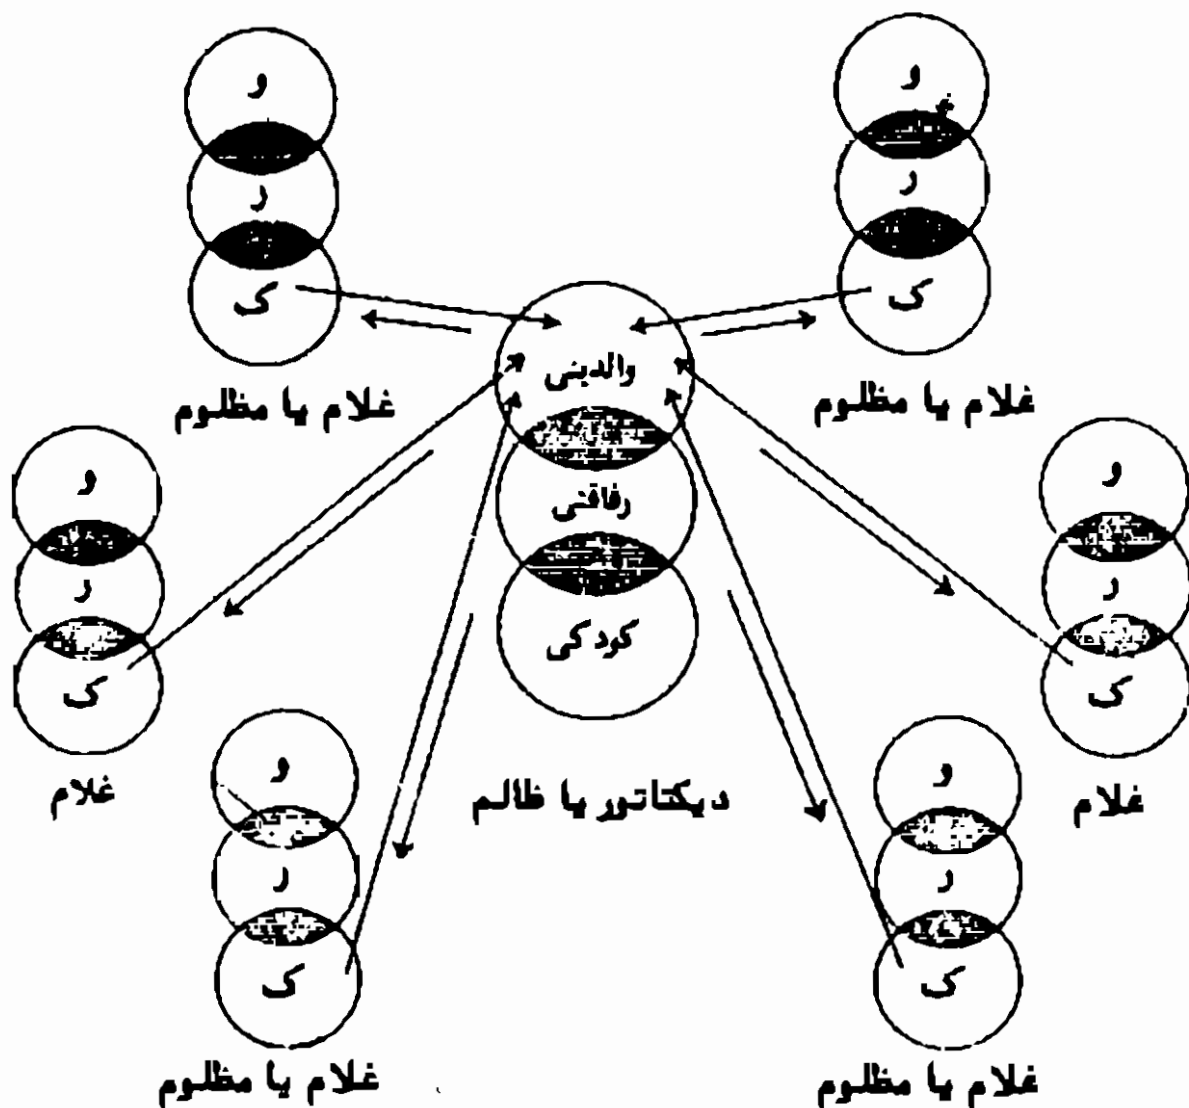 و
ر
ک
غلام یا مظلوم
و
ر
ک
غلام یا مظلوم
والدینی
رفاقتی
کودکی
دیکتاتور یا ظالم
و
ر
ک
غلام
و
ر
ک
غلام
و
ر
ک
غلام یا مظلوم
و
ر
ک
غلام یا مظلوم